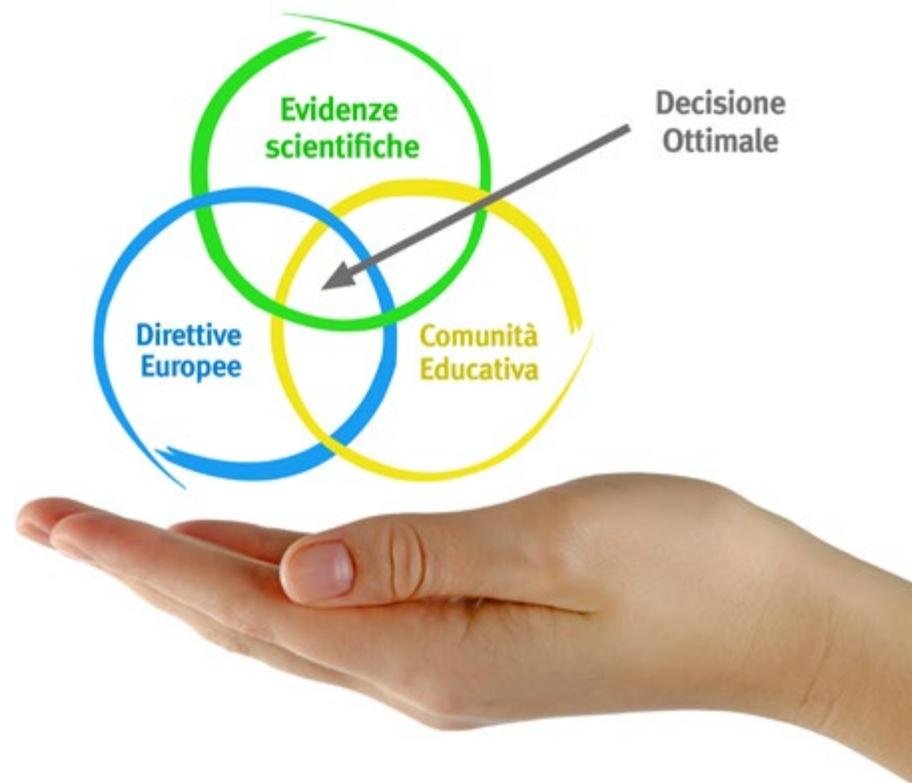 Evidenze
scientifiche
Decisione
Ottimale
Direttive
Europee
Comunità
Educativa